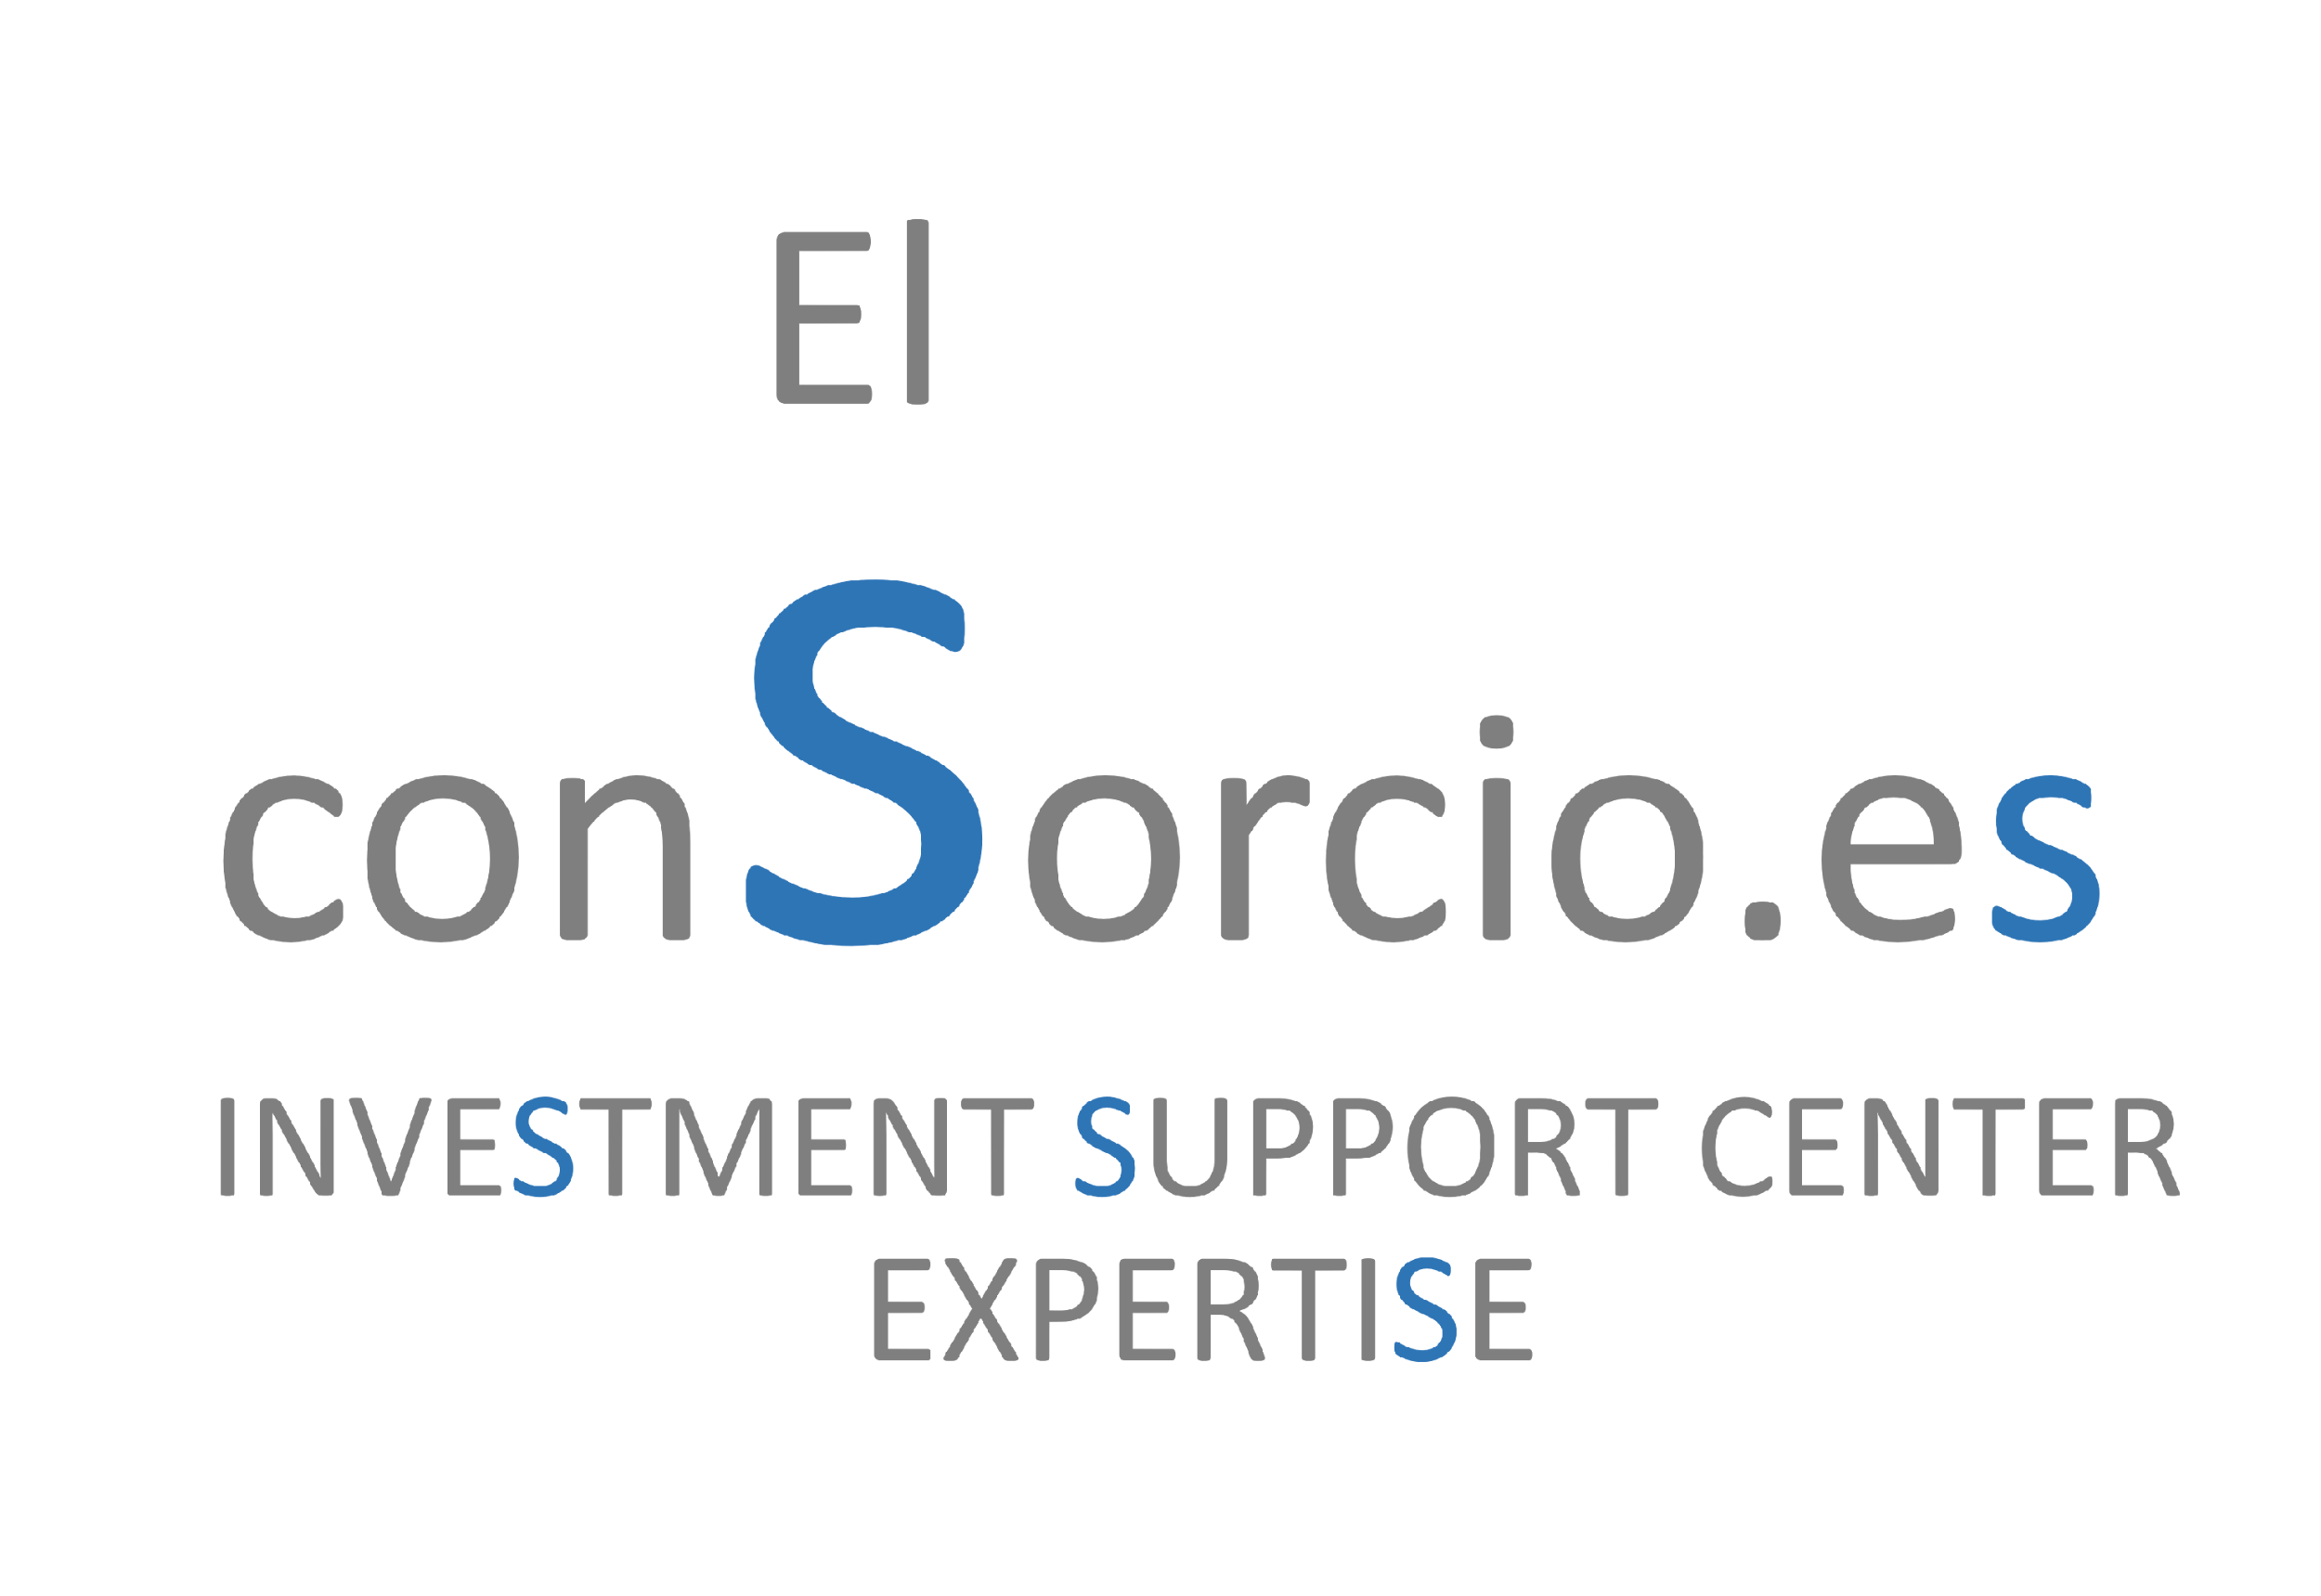 El
conSorcio.es
INVESTMENT SUPPORT CENTER
EXPERTISE